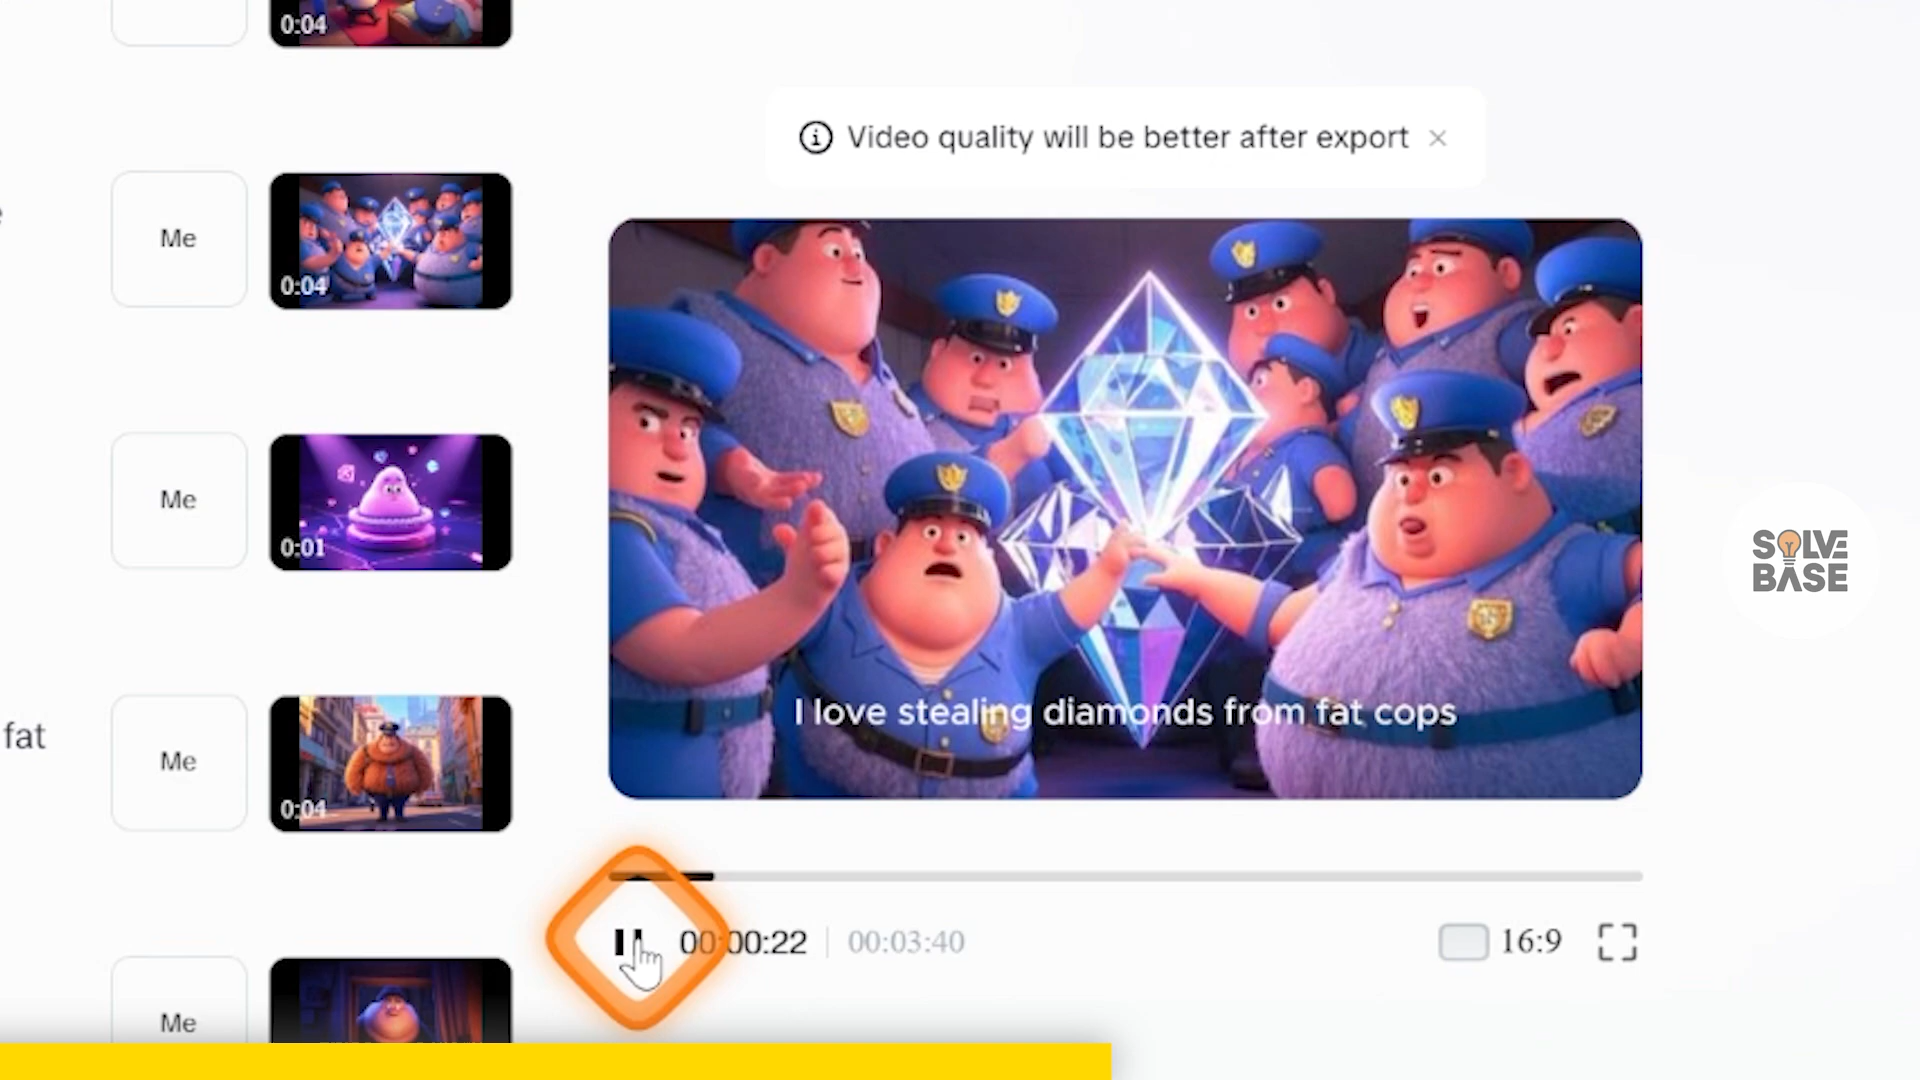 0:04
Video quality will be better after export
Me
0:04
Me
0:01
fat
Me
0:04
Me
I love stealing diamonds from fat cops
00:00:22
00:03:40
16:9
SOLVE
BASE